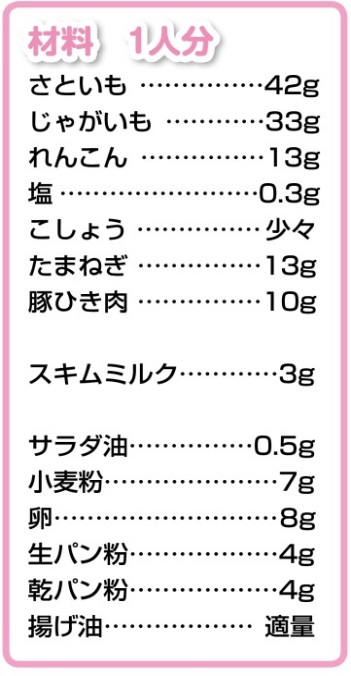 材料　1人分
さといも ……………42g
じゃがいも …………33g
れんこん ……………13g
塩 ……………………0.3g
こしょう …………… 少々
たまねぎ ……………13g
豚ひき肉 ……………10g
スキムミルク…………3g
サラダ油……………0.5g
小麦粉…………………7g
卵………………………8g
生パン粉………………4g
乾パン粉………………4g
揚げ油……………… 適量